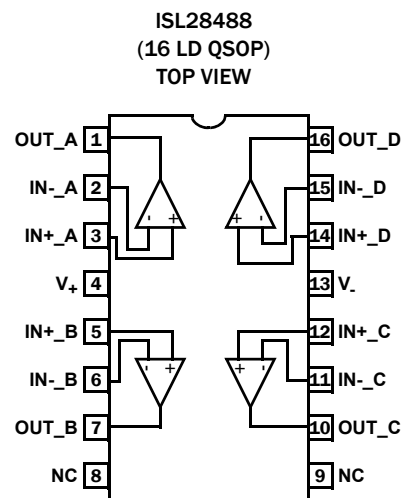 ISL28488
(16 LD QSOP)
TOP VIEW
OUT_A 1 16 OUT_D
IN-_A 2 15 IN-_D
- + + -
IN+_A 3 14 IN+_D
V+ 4 13 V-
IN+_B 5 12 IN+_C
- + + -
IN-_B 6 11 IN-_C
OUT_B 7 10 OUT_C
NC 8 9 NC